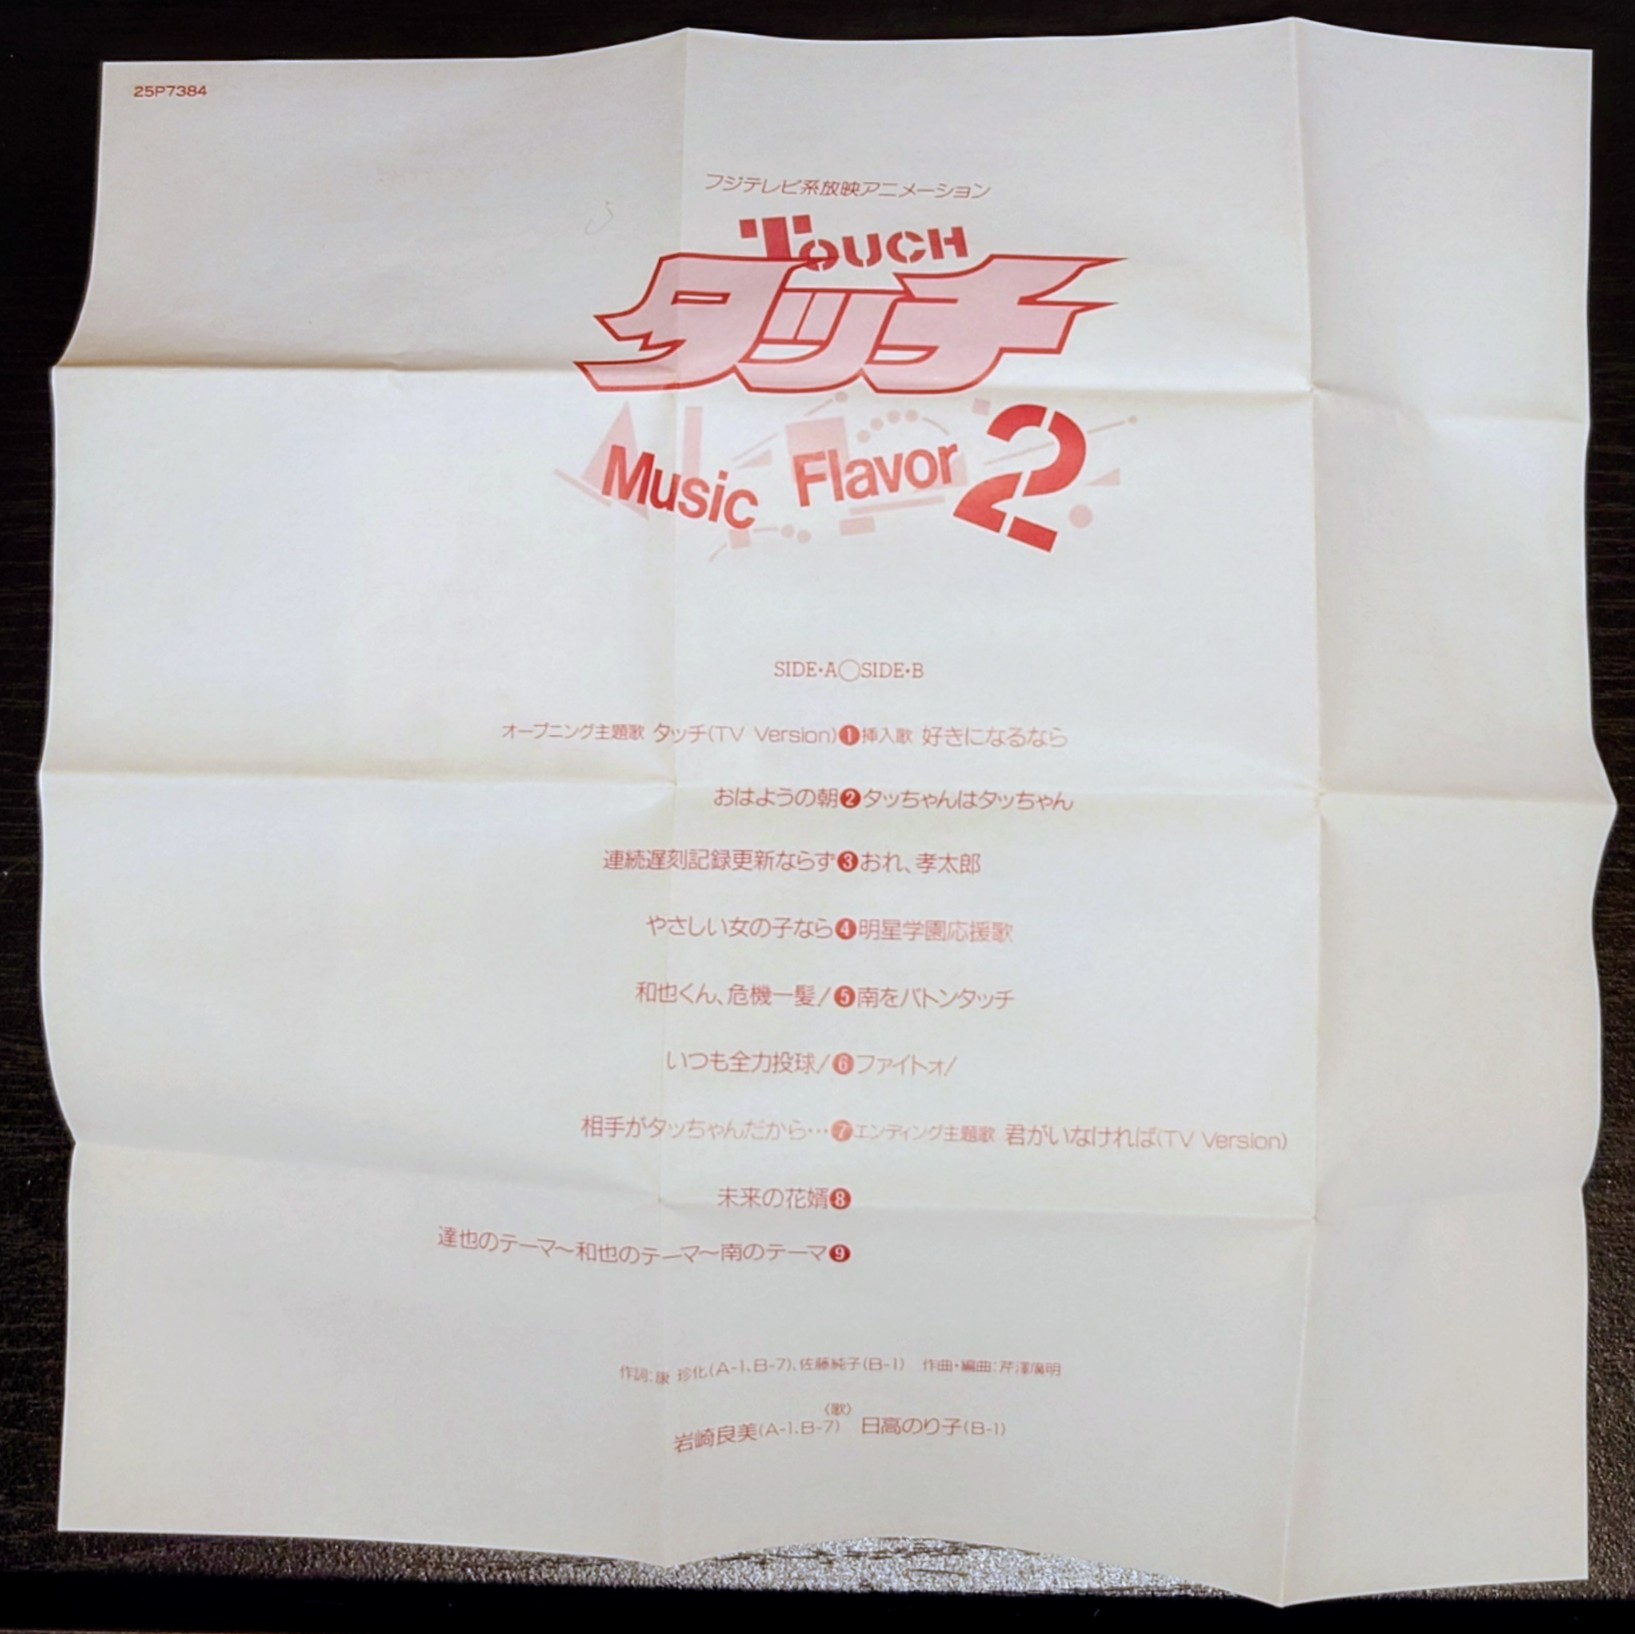 25P7384
フジテレビ系放映アニメーション
TOUCH
タッチ
Music Flavor 2
SIDE・A○SIDE・B
オープニング主題歌 タッチ(TV Version)❶挿入歌 好きになるなら
おはようの朝❷タッちゃんはタッちゃん
連続遅刻記録更新ならず❸おれ、孝太郎
やさしい女の子なら❹明星学園応援歌
和也くん、危機一髪!❺南をバトンタッチ
いつも全力投球!❻ファイトォ!
相手がタッちゃんだから…❼エンディング主題歌 君がいなければ(TV Version)
未来の花婿❽
達也のテーマ〜和也のテーマ〜南のテーマ❾
作詞:康 珍化(A-1、B-7)、佐藤純子(B-1) 作曲・編曲:芹澤廣明
〈歌〉
岩崎良美(A-1、B-7) 日高のり子(B-1)